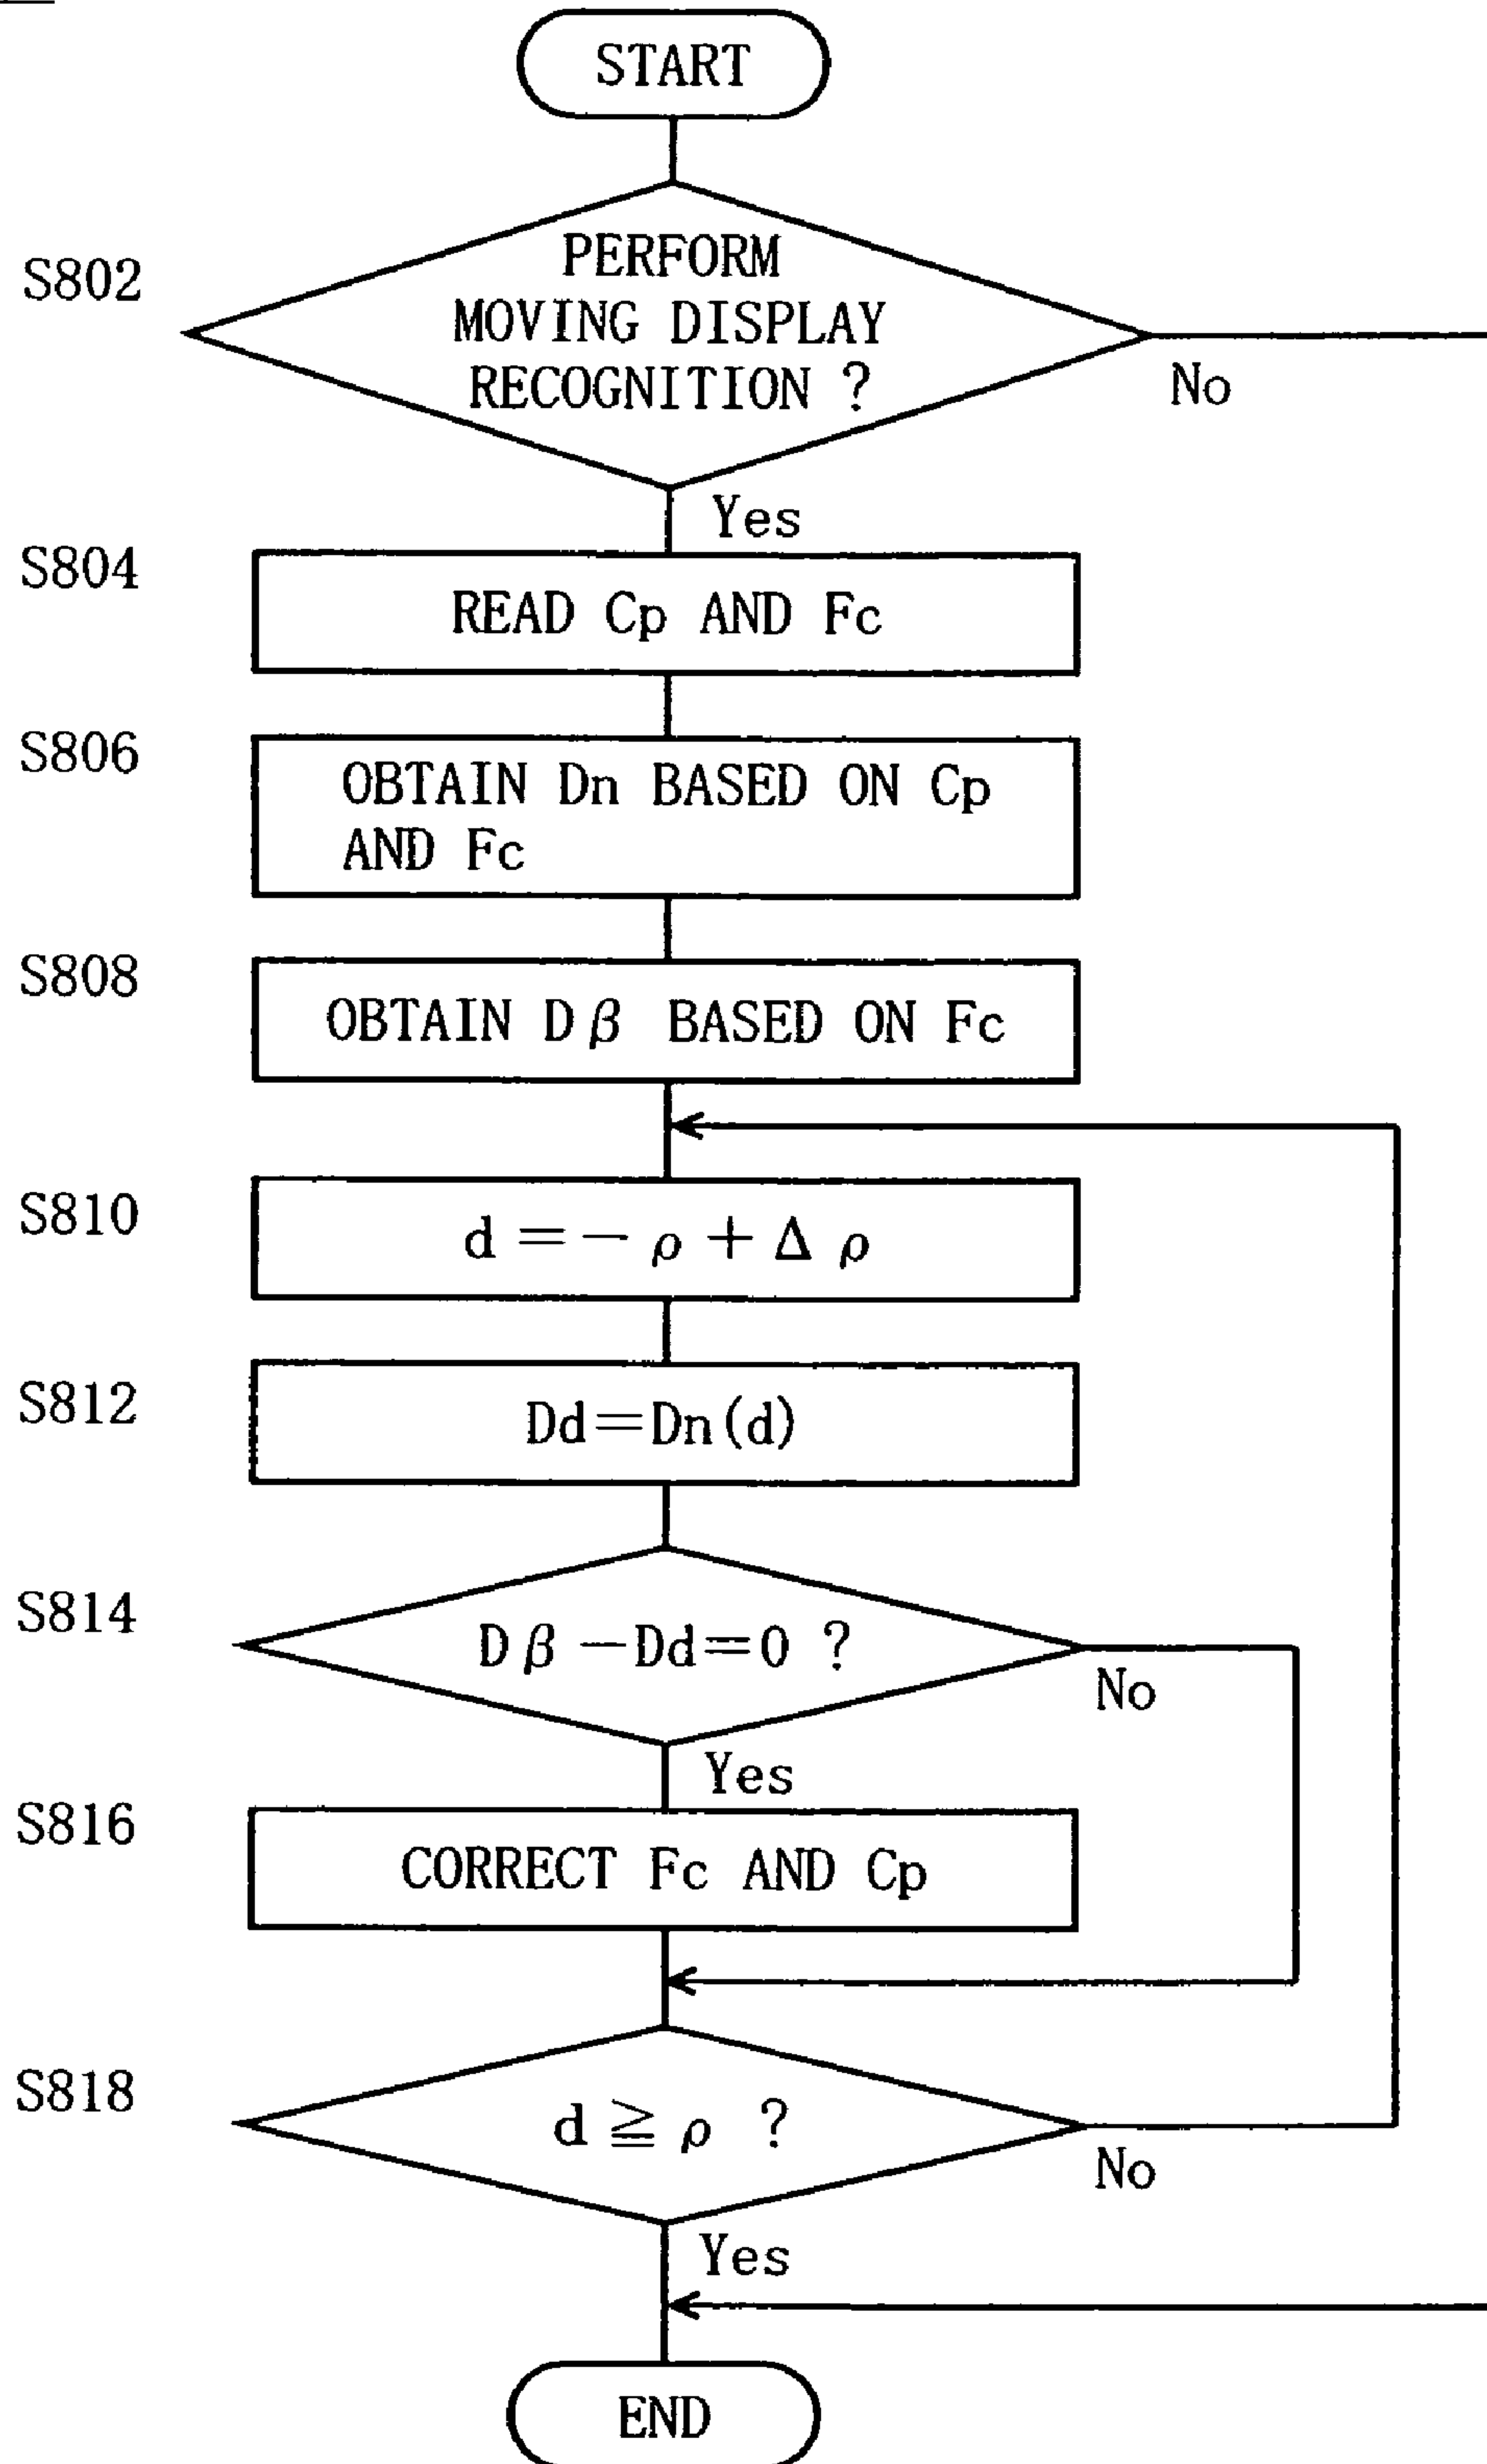 START
S802
PERFORM
MOVING DISPLAY
RECOGNITION ?
No
Yes
S804
READ Cp AND Fc
S806
OBTAIN Dn BASED ON Cp
AND Fc
S808
OBTAIN Dβ BASED ON Fc
S810
d=-ρ+Δρ
S812
Dd=Dn(d)
S814
Dβ-Dd=0 ?
No
Yes
S816
CORRECT Fc AND Cp
S818
d≧ρ ?
No
Yes
END